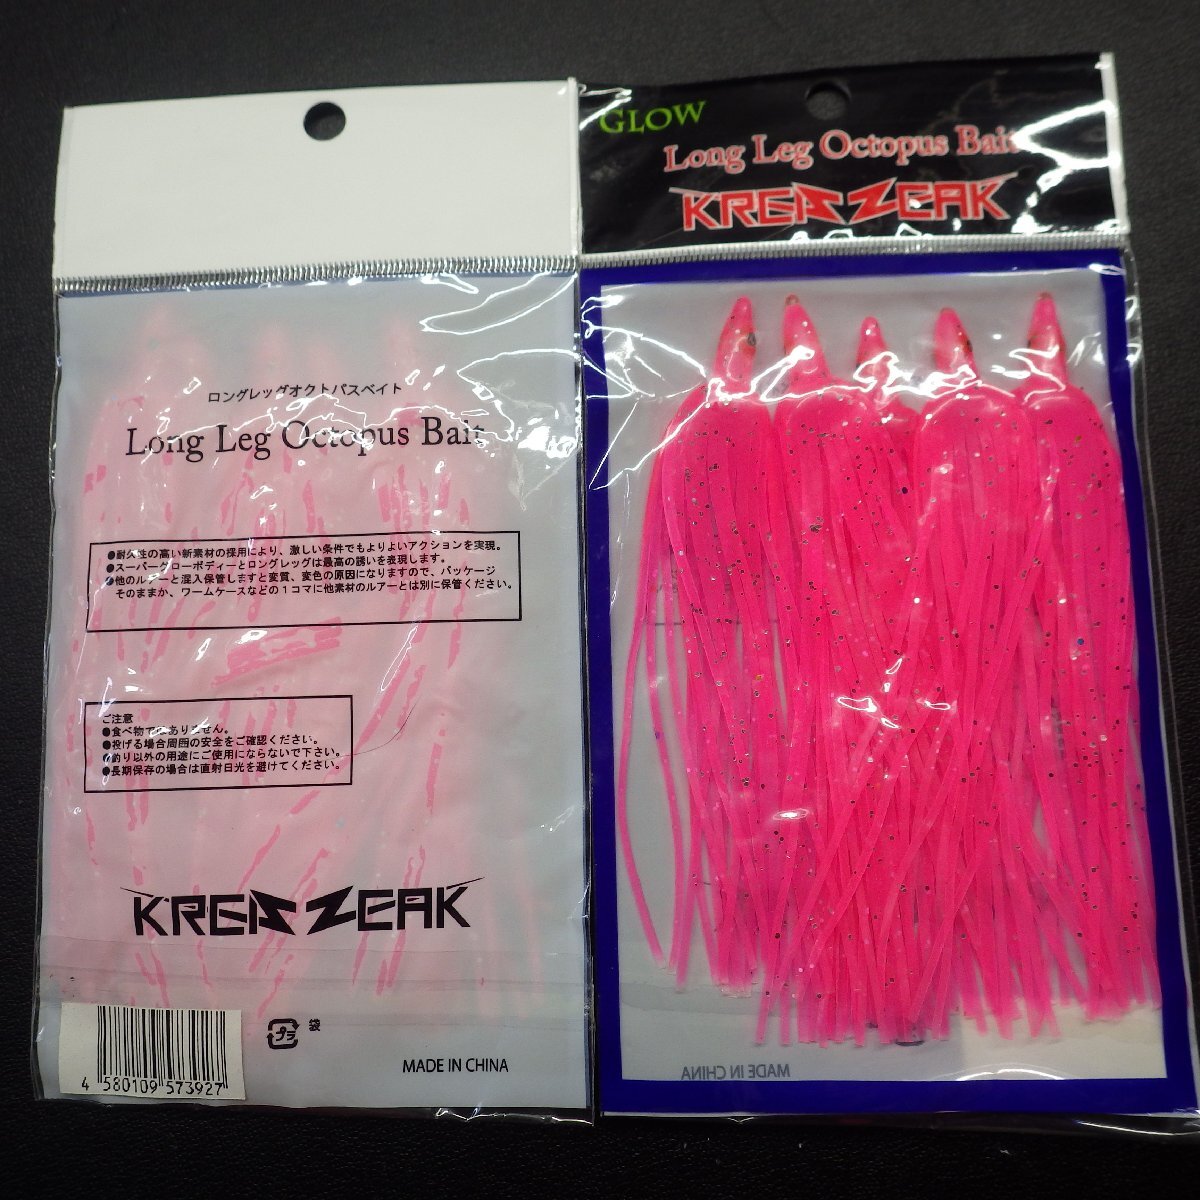 ロングレッグオクトパスベイト
Long Leg Octopus Bait
●耐久性の高い新素材の採用により、激しい条件でもよりよいアクションを実現。
●スーパーグローボディーとロングレッグは最高の誘いを表現します。
●他のルアーと混入保管しますと変質、変色の原因になりますので、パッケージ
そのままか、ワームケースなどの1コマに他素材のルアーとは別に保管ください。
ご注意
●食べ物ではありません。
●投げる場合周囲の安全をご確認ください。
●釣り以外の用途にご使用にならないで下さい。
●長期保存の場合は直射日光を避けてください。
KREAZEAK
プラ 袋
MADE IN CHINA
4 580109 573927
GLOW
Long Leg Octopus Bait
KREAZEAK
MADE IN CHINA